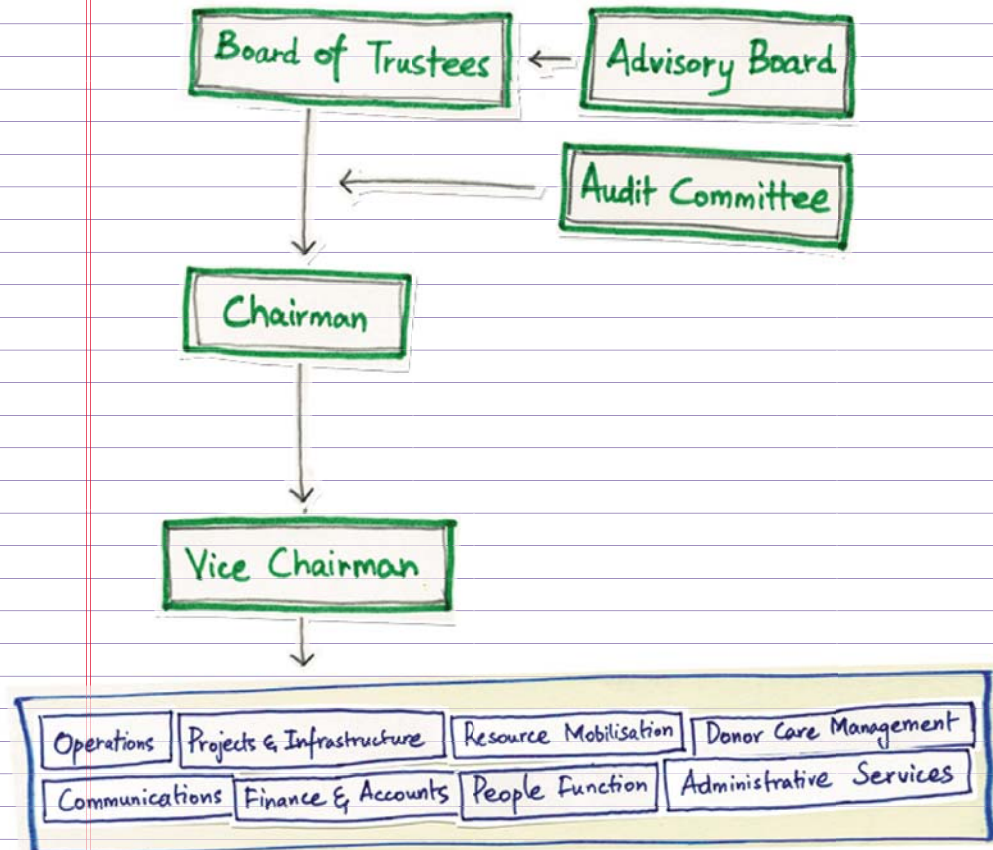 Board of Trustees
Advisory Board
Audit Committee
Chairman
Vice Chairman
Operations
Projects & Infrastructure
Resource Mobilisation
Donor Care Management
Communications
Finance & Accounts
People Function
Administrative Services